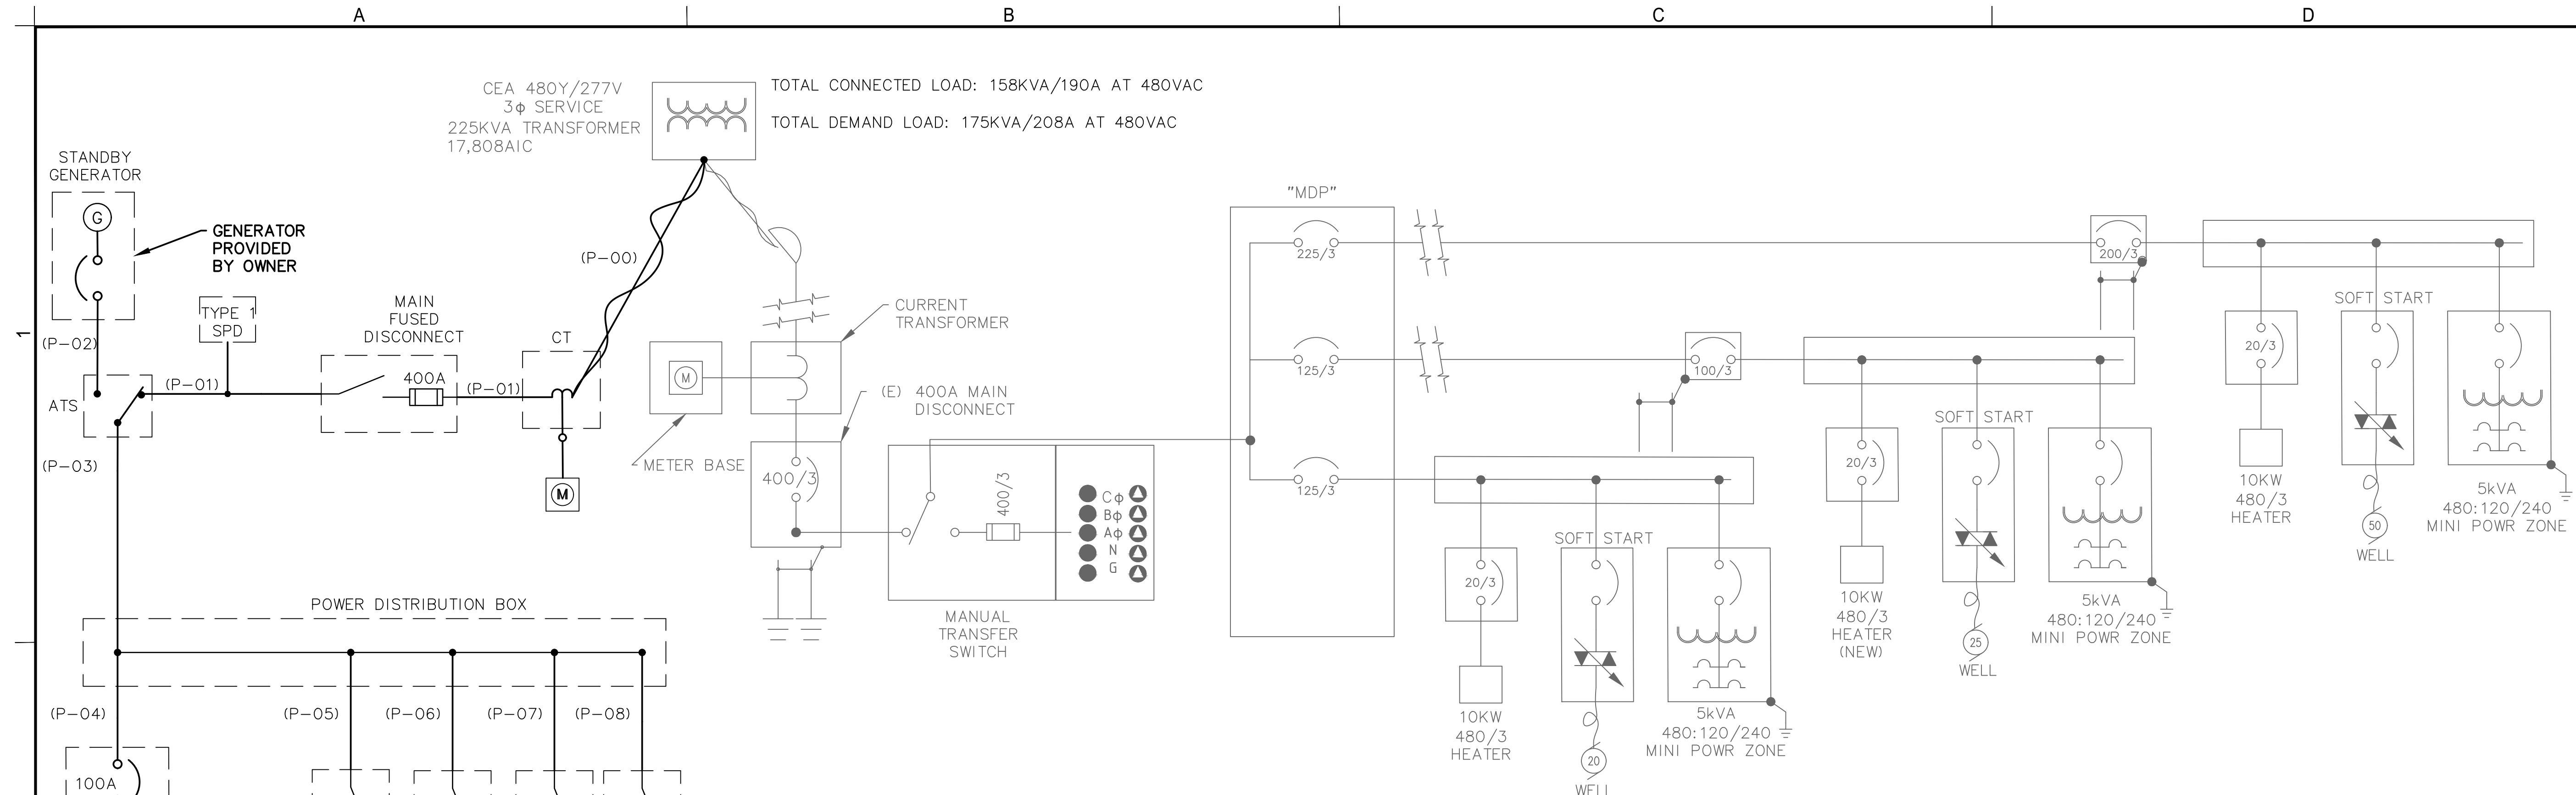 A
B
C
D
1
CEA 480Y/277V
3ϕ SERVICE
225KVA TRANSFORMER
17,808AIC
TOTAL CONNECTED LOAD: 158KVA/190A AT 480VAC
TOTAL DEMAND LOAD: 175KVA/208A AT 480VAC
STANDBY
GENERATOR
G
GENERATOR
PROVIDED
BY OWNER
(P-00)
TYPE 1
SPD
MAIN
FUSED
DISCONNECT
400A
CT
(P-02)
(P-01)
(P-01)
ATS
(P-03)
M
CURRENT
TRANSFORMER
M
METER BASE
(E) 400A MAIN
DISCONNECT
400/3
400/3
Cϕ
Bϕ
Aϕ
N
G
MANUAL
TRANSFER
SWITCH
"MDP"
225/3
125/3
125/3
200/3
100/3
20/3
10KW
480/3
HEATER
SOFT START
20
WELL
5kVA
480:120/240
MINI POWR ZONE
20/3
10KW
480/3
HEATER
(NEW)
SOFT START
25
WELL
5kVA
480:120/240
MINI POWR ZONE
20/3
10KW
480/3
HEATER
SOFT START
50
WELL
5kVA
480:120/240
MINI POWR ZONE
POWER DISTRIBUTION BOX
(P-04)
(P-05)
(P-06)
(P-07)
(P-08)
100A